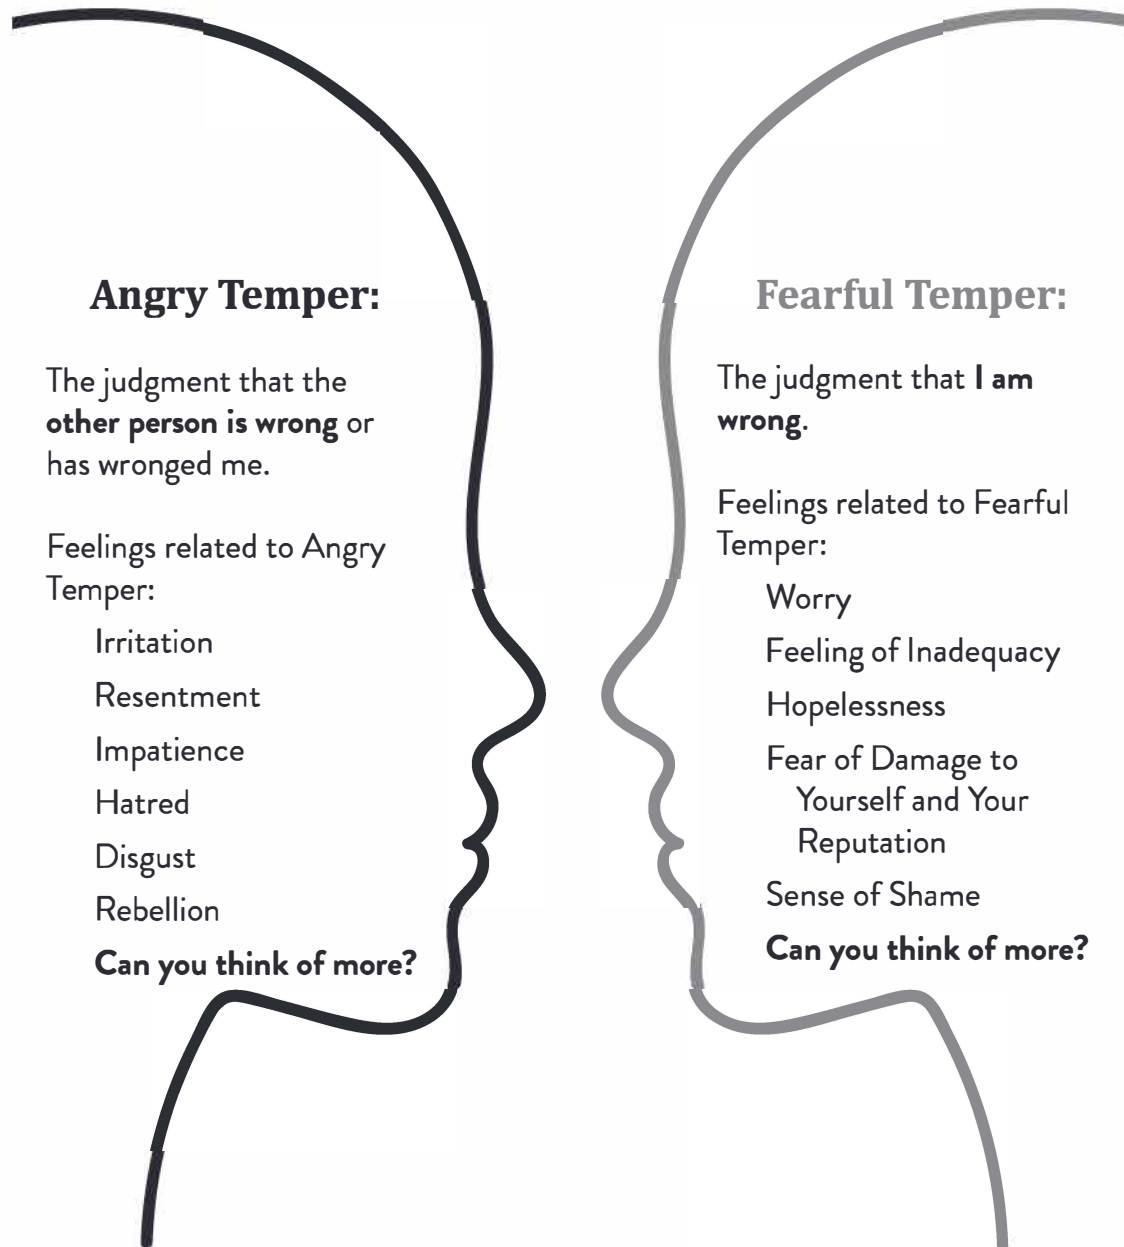 Angry Temper:
The judgment that the
other person is wrong or
has wronged me.
Feelings related to Angry
Temper:
Irritation
Resentment
Impatience
Hatred
Disgust
Rebellion
Can you think of more?
Fearful Temper:
The judgment that I am
wrong.
Feelings related to Fearful
Temper:
Worry
Feeling of Inadequacy
Hopelessness
Fear of Damage to
Yourself and Your
Reputation
Sense of Shame
Can you think of more?